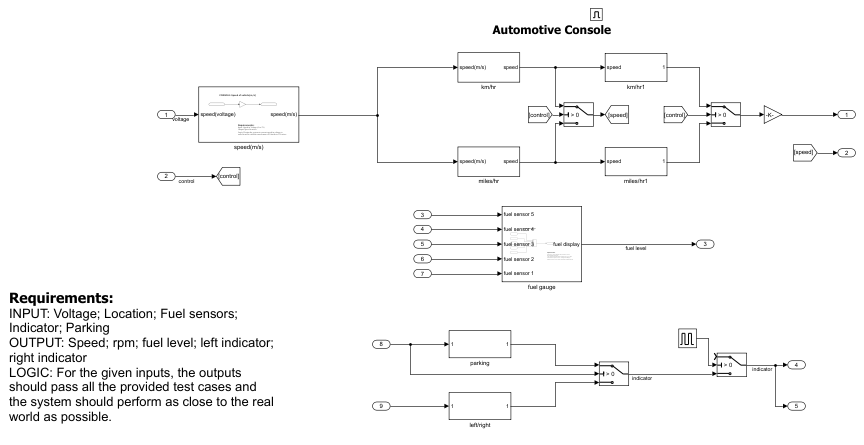 Automotive Console
speed(m/s) speed
km/hr
speed 1
km/hr1
1
voltage
speed(voltage) speed(m/s)
speed(m/s)
[control] > 0 [speed]
[control] > 0
-K-
1
2
control
[control]
speed(m/s) speed
miles/hr
speed 1
miles/hr1
[speed]
2
3
4
5
6
7
fuel sensor 5
fuel sensor 4
fuel sensor 3
fuel sensor 2
fuel sensor 1
fuel display
fuel gauge
fuel level
3
Requirements:
INPUT: Voltage; Location; Fuel sensors;
Indicator; Parking
OUTPUT: Speed; rpm; fuel level; left indicator;
right indicator
LOGIC: For the given inputs, the outputs
should pass all the provided test cases and
the system should perform as close to the real
world as possible.
8
1 1
parking
> 0
indicator
> 0
indicator
4
5
9
1 1
left/right